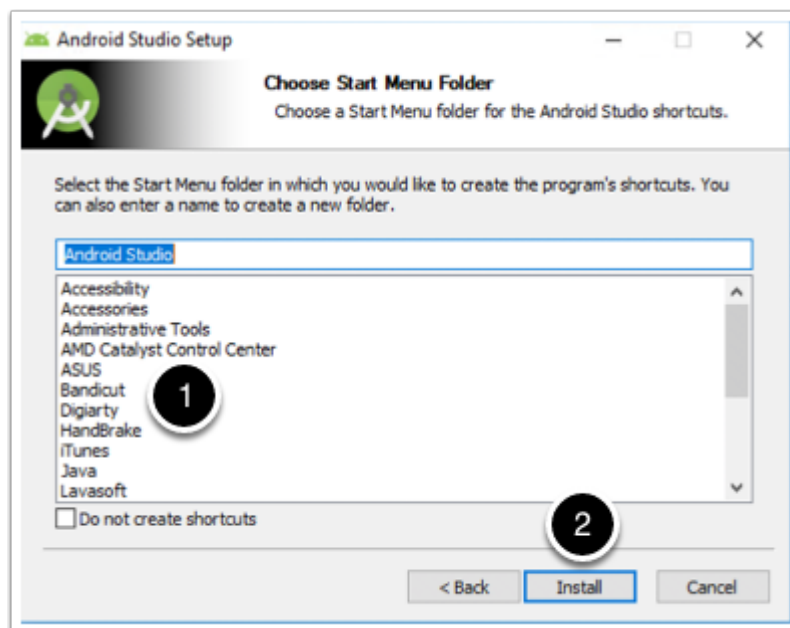 Android Studio Setup
Choose Start Menu Folder
Choose a Start Menu folder for the Android Studio shortcuts.
Select the Start Menu folder in which you would like to create the program's shortcuts. You
can also enter a name to create a new folder.
Android Studio
Accessibility
Accessories
Administrative Tools
AMD Catalyst Control Center
ASUS
Bandicut
Digiarty
HandBrake
iTunes
Java
Lavasoft
1
Do not create shortcuts
2
< Back
Install
Cancel